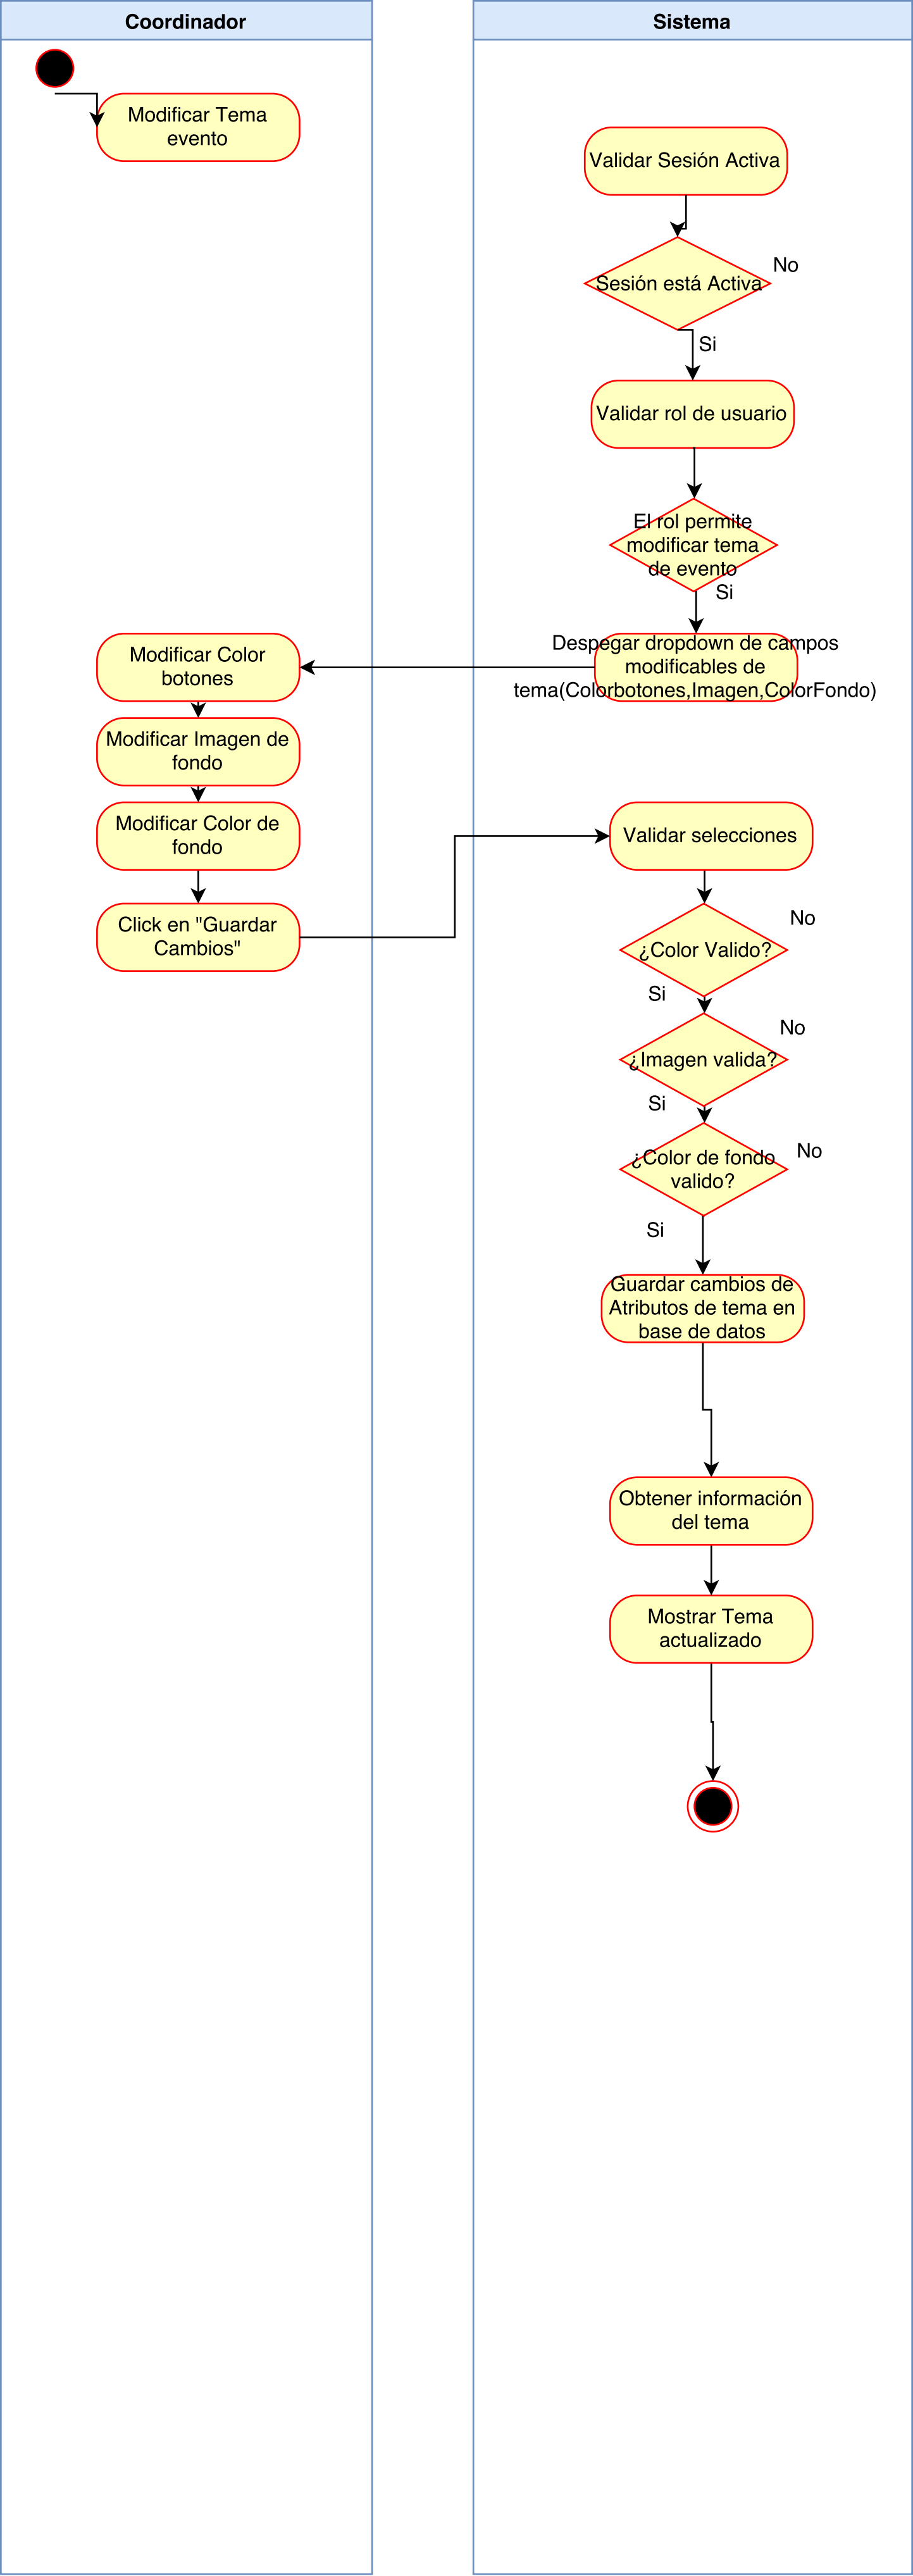 Coordinador
Sistema
Modificar Tema
evento
Validar Sesión Activa
No
Sesión está Activa
Si
Validar rol de usuario
El rol permite
modificar tema
de evento
Si
Despegar dropdown de campos
modificables de
tema(Colorbotones,Imagen,ColorFondo)
Modificar Color
botones
Modificar Imagen de
fondo
Modificar Color de
fondo
Click en "Guardar
Cambios"
Validar selecciones
No
¿Color Valido?
Si
No
¿Imagen valida?
Si
No
¿Color de fondo
valido?
Si
Guardar cambios de
Atributos de tema en
base de datos
Obtener información
del tema
Mostrar Tema
actualizado